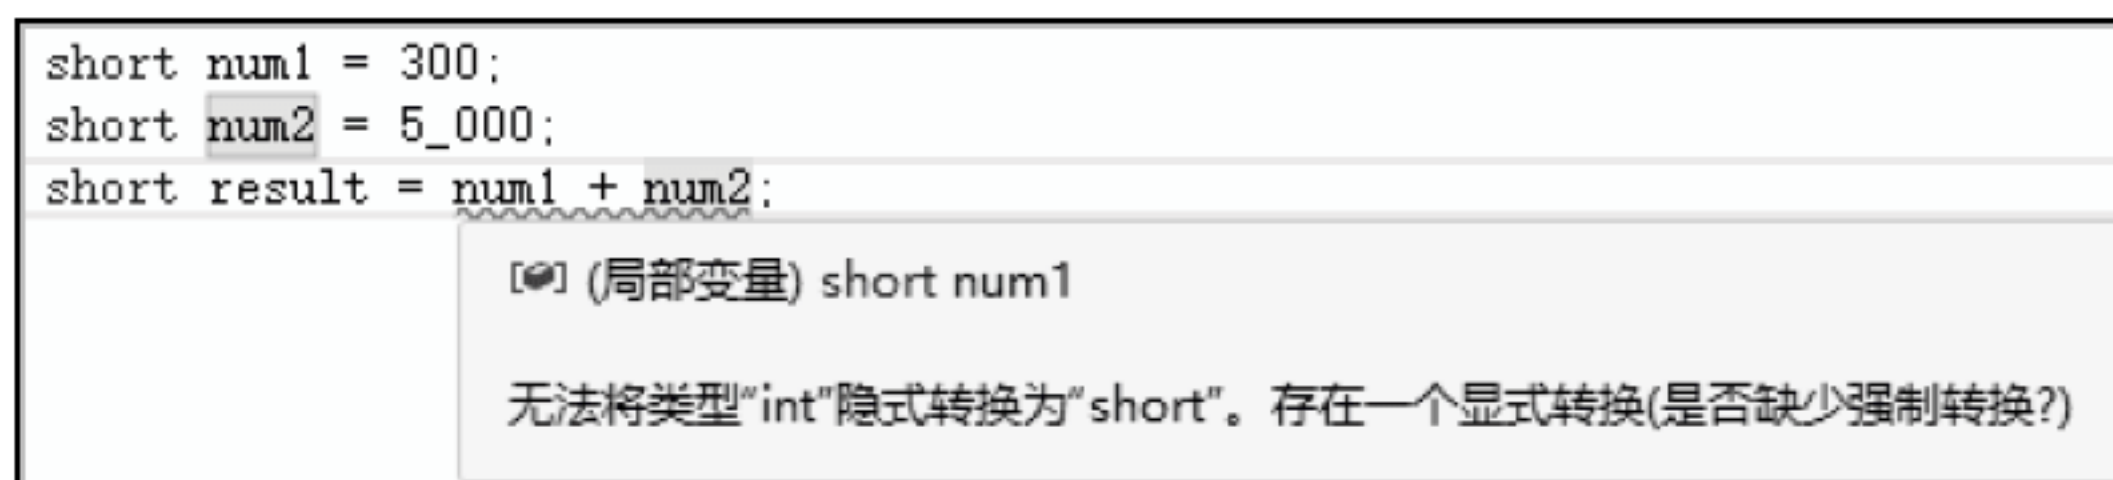 short num1 = 300;
short num2 = 5_000;
short result = num1 + num2;
(局部变量) short num1
无法将类型"int"隐式转换为"short"。存在一个显式转换(是否缺少强制转换?)